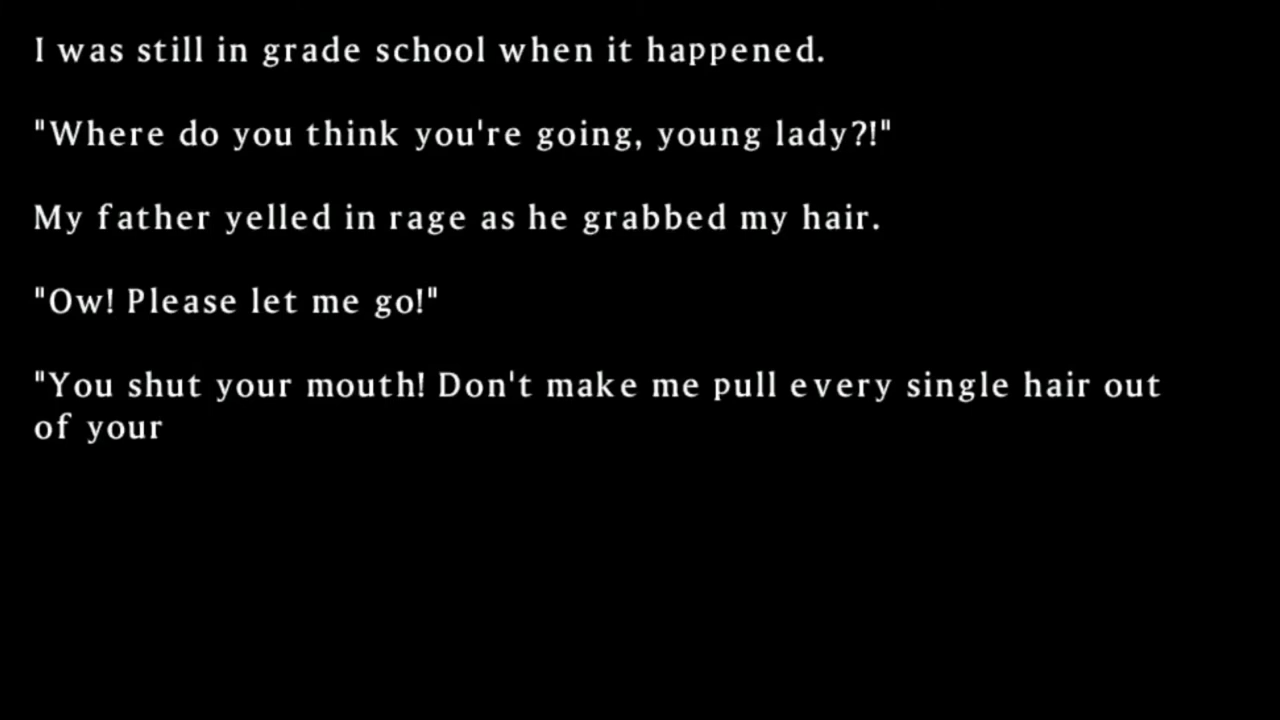 I was still in grade school when it happened.
"Where do you think you're going, young lady?!"
My father yelled in rage as he grabbed my hair.
"Ow! Please let me go!"
"You shut your mouth! Don't make me pull every single hair out
of your